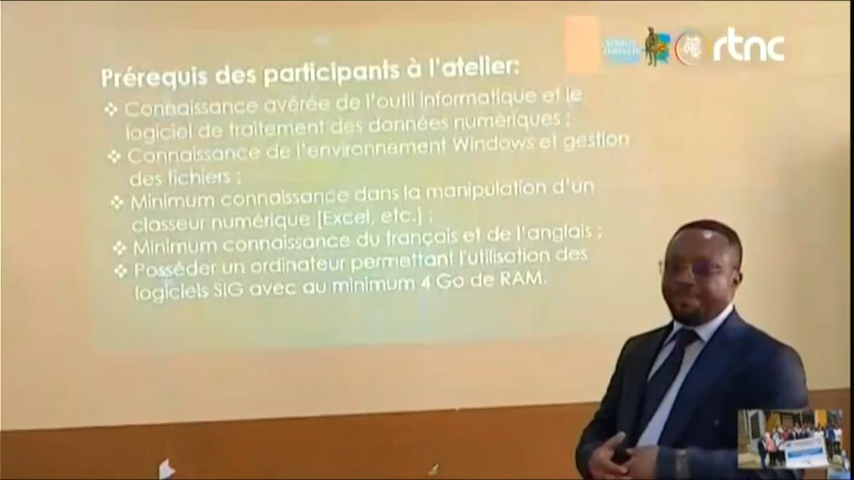 rtnc
Prérequis des participants à l'atelier:
❖ Connaissance avérée de l'outil informatique et le
logiciel de traitement des données numériques ;
❖ Connaissance de l'environnement Windows et gestion
des fichiers ;
❖ Minimum connaissance dans la manipulation d'un
classeur numérique [Excel, etc.] ;
❖ Minimum connaissance du français et de l'anglais ;
❖ Posséder un ordinateur permettant l'utilisation des
logiciels SIG avec au minimum 4 Go de RAM.